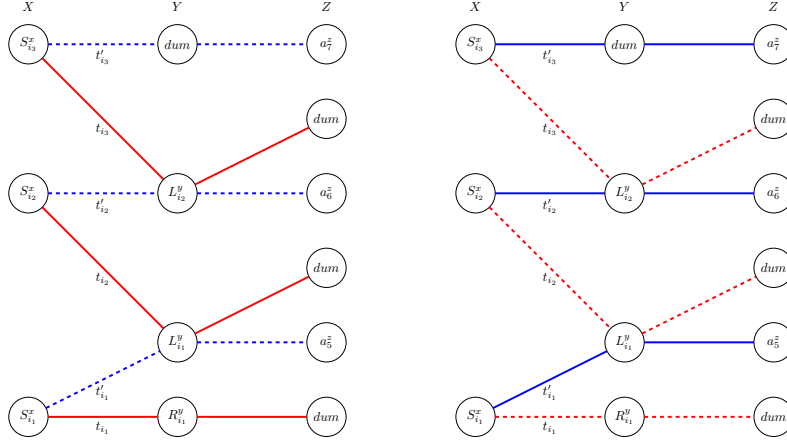 X Y Z X Y Z
S^x_{i_3} dum a^z_7 S^x_{i_3} dum a^z_7
t'_{i_3} t'_{i_3}
dum dum
t_{i_3} t_{i_3}
S^x_{i_2} L^y_{i_2} a^z_6 S^x_{i_2} L^y_{i_2} a^z_6
t'_{i_2} t'_{i_2}
dum dum
t_{i_2} t_{i_2}
L^y_{i_1} a^z_5 L^y_{i_1} a^z_5
t'_{i_1} t'_{i_1}
S^x_{i_1} R^y_{i_1} dum S^x_{i_1} R^y_{i_1} dum
t_{i_1} t_{i_1}